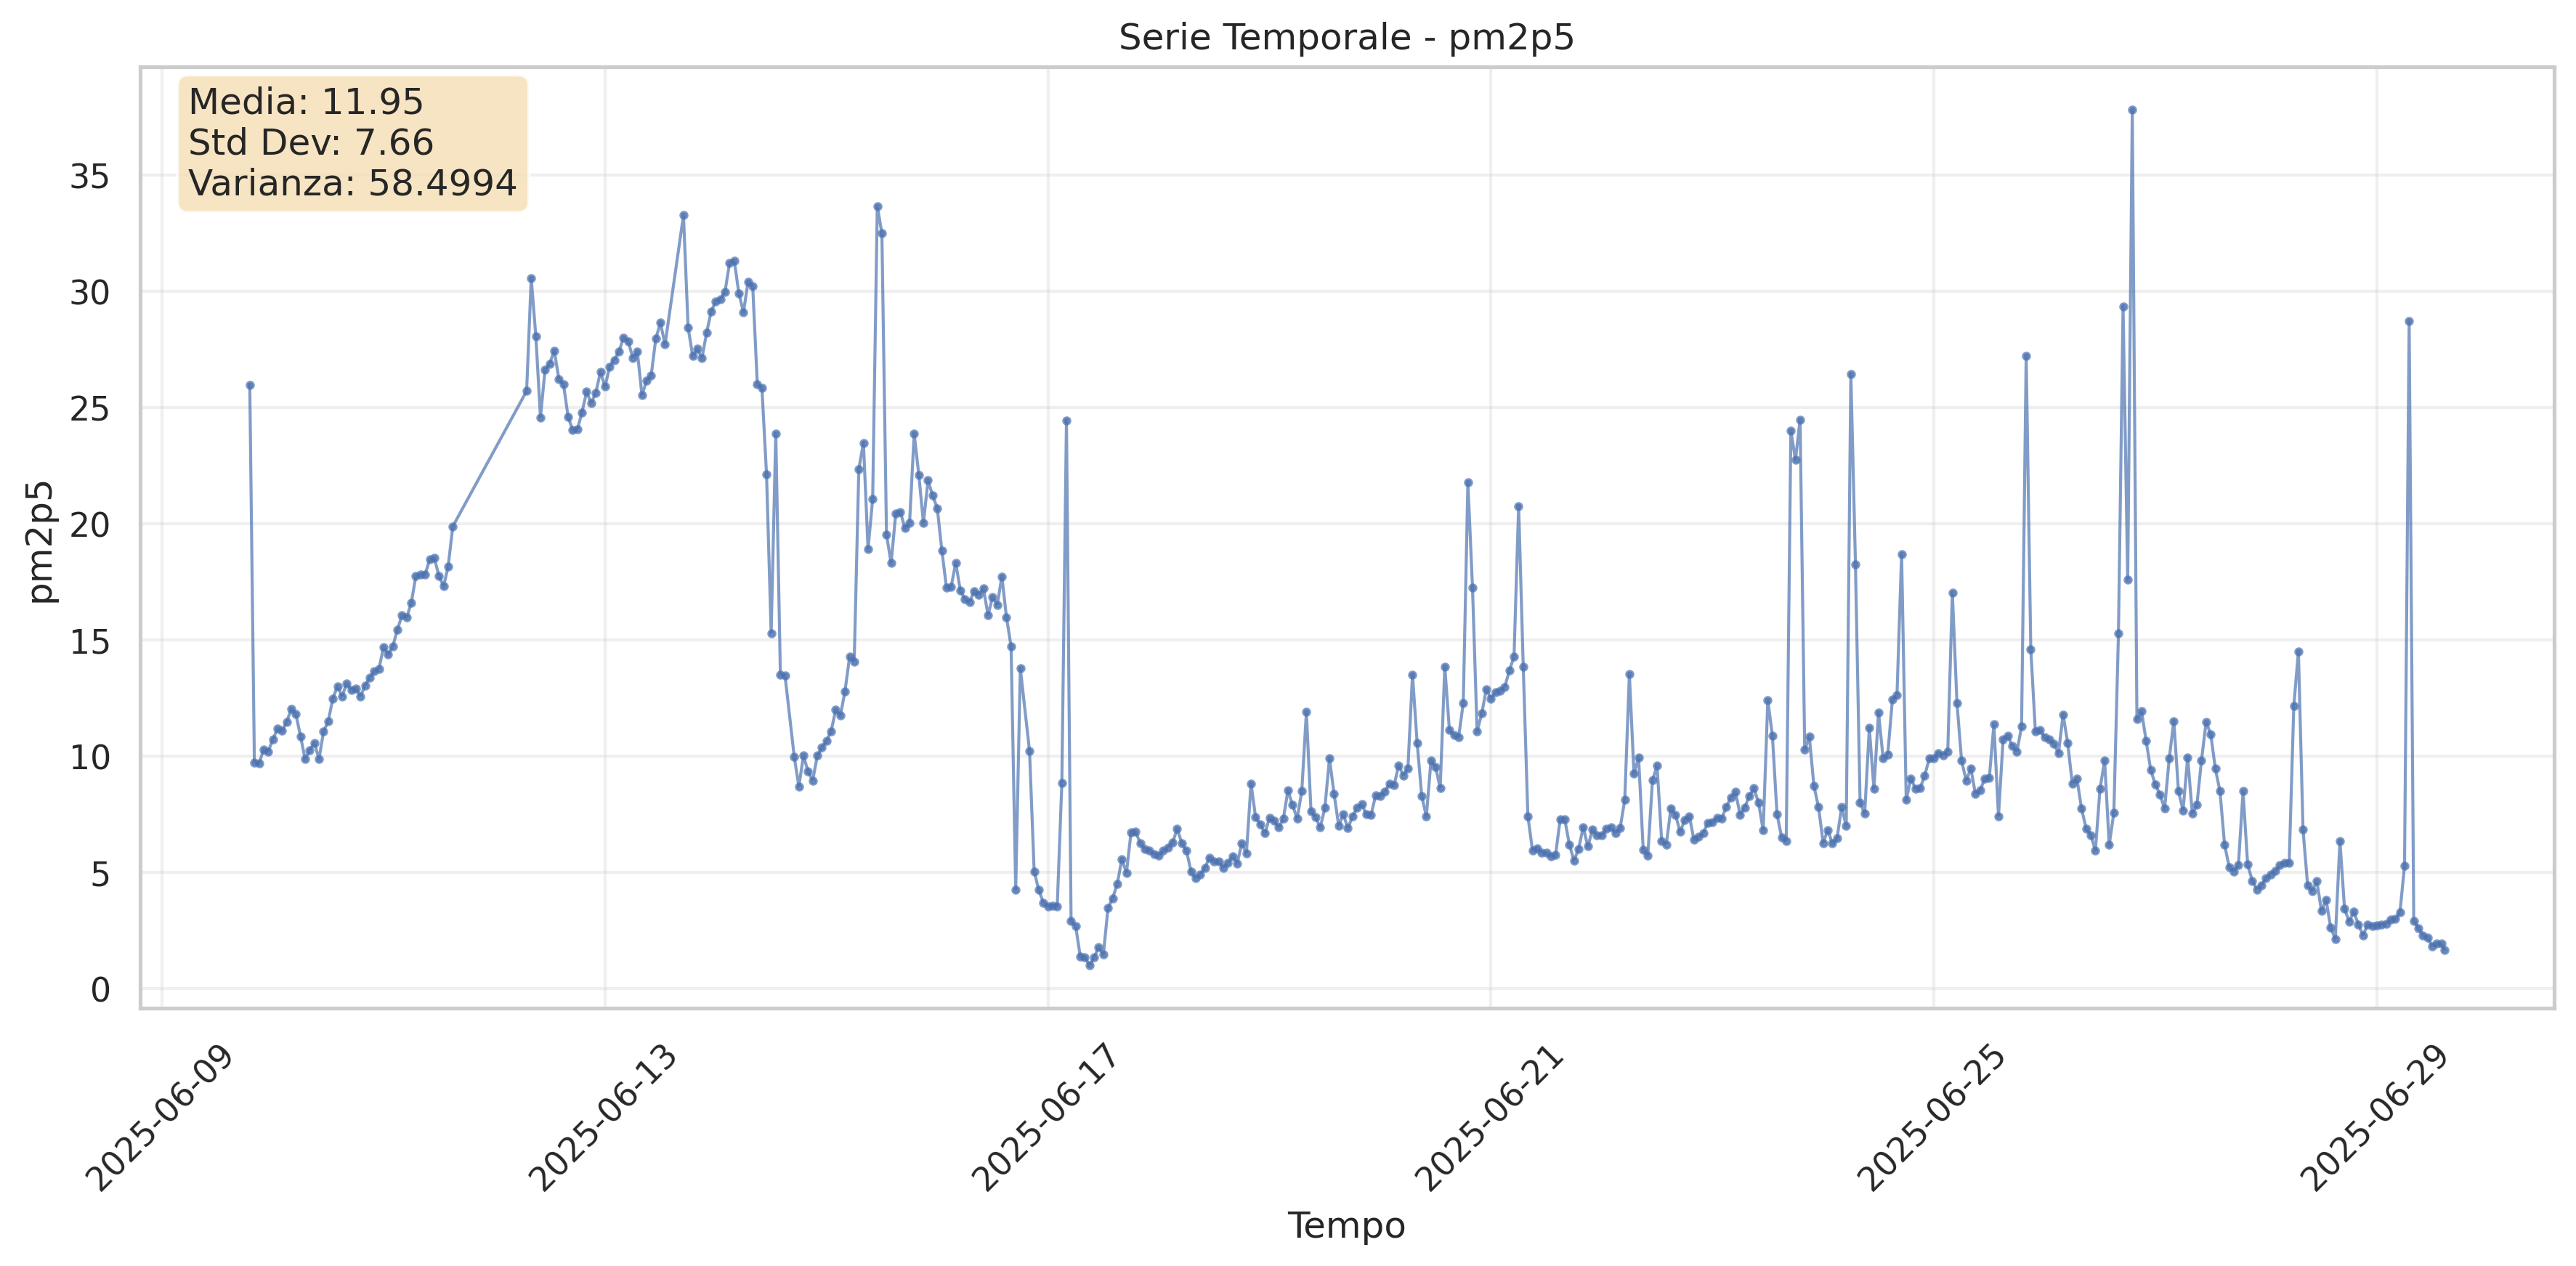 Serie Temporale - pm2p5
Media: 11.95
Std Dev: 7.66
Varianza: 58.4994
35
30
25
20
15
10
5
0
pm2p5
2025-06-09
2025-06-13
2025-06-17
2025-06-21
2025-06-25
2025-06-29
Tempo